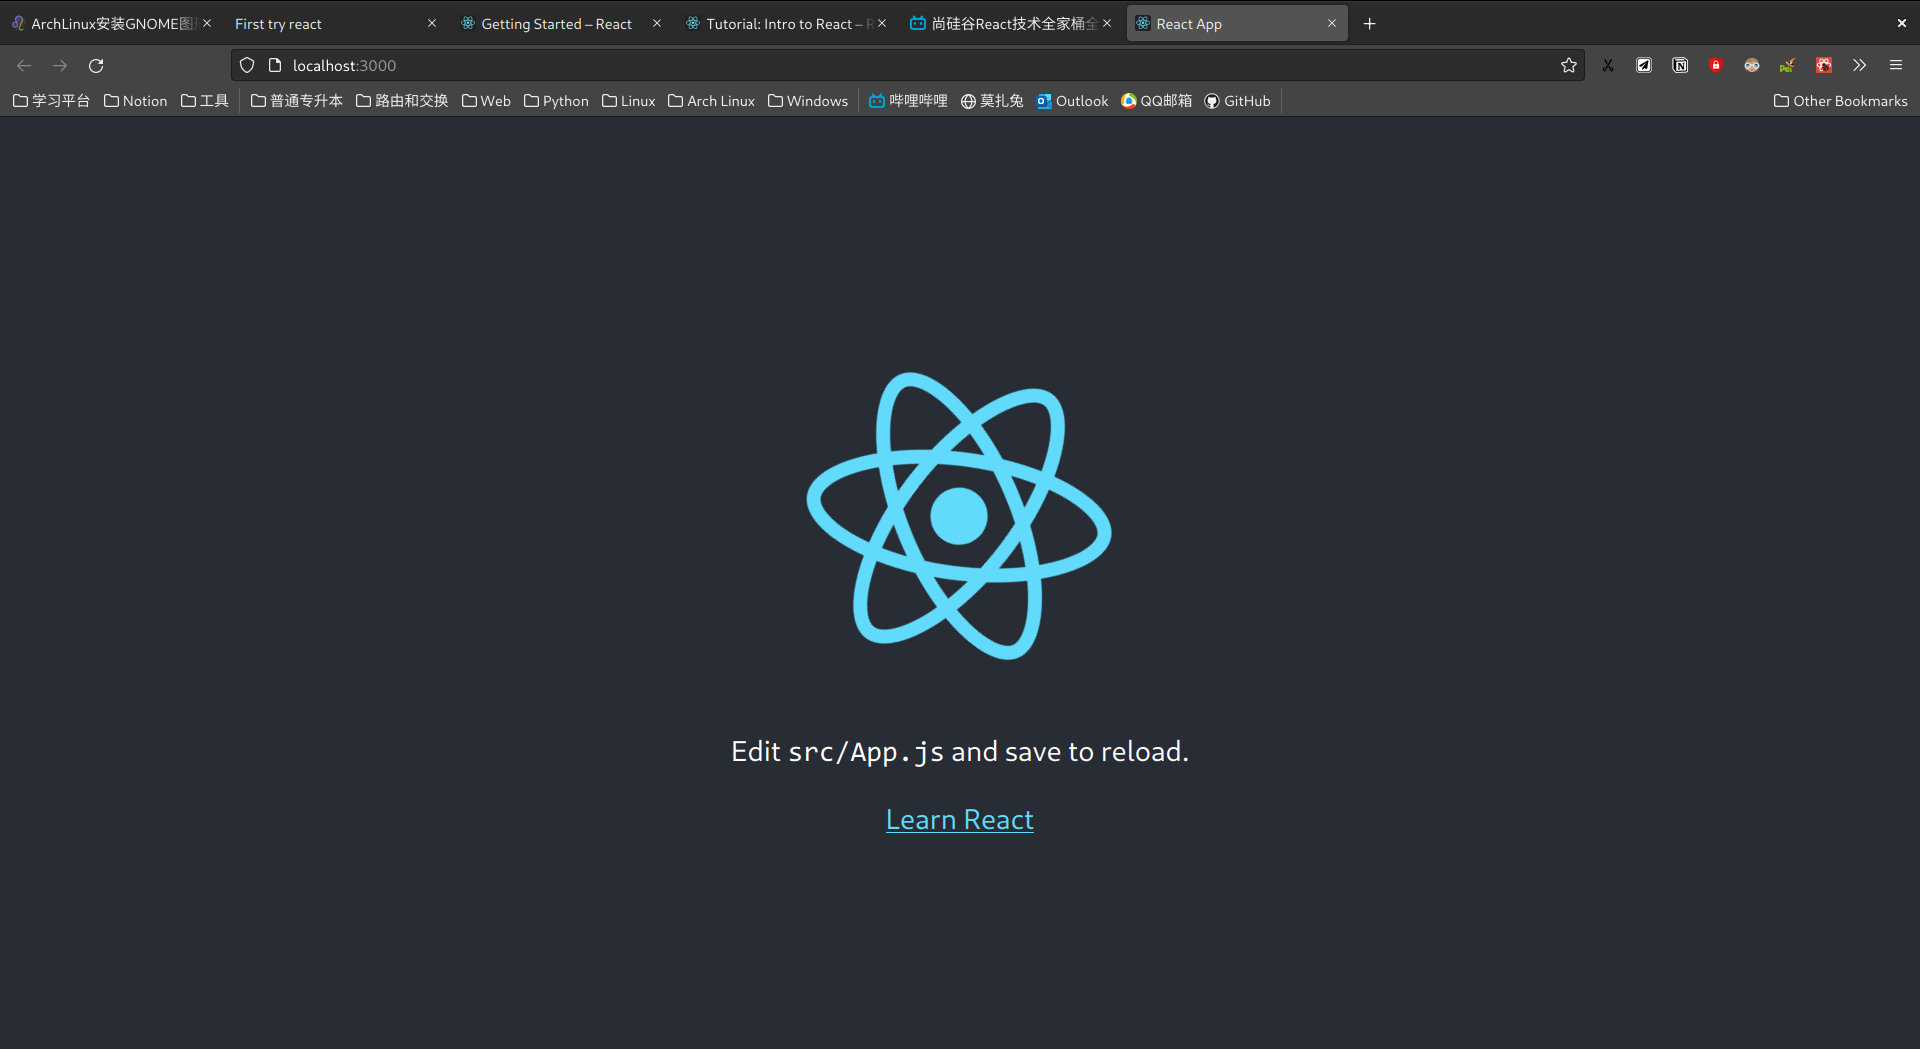 ArchLinux安装GNOME图 First try react Getting Started – React Tutorial: Intro to React – 尚硅谷React技术全家桶全 React App
localhost:3000
学习平台 Notion 工具 普通专升本 路由和交换 Web Python Linux Arch Linux Windows 哔哩哔哩 莫扎兔 Outlook QQ邮箱 GitHub Other Bookmarks
Edit src/App.js and save to reload.
Learn React